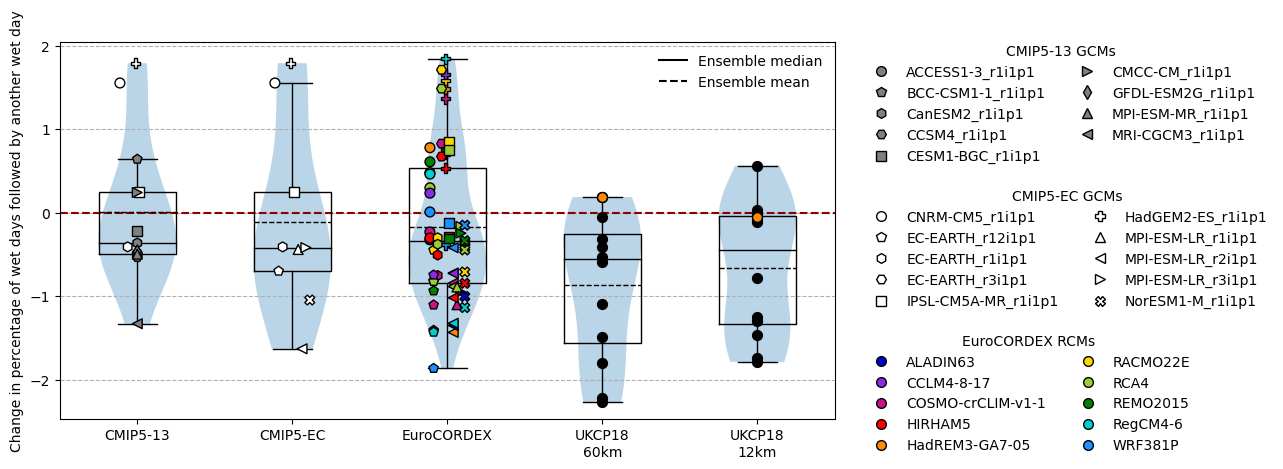 Change in percentage of wet days followed by another wet day
2
1
0
−1
−2
Ensemble median
Ensemble mean
CMIP5-13
CMIP5-EC
EuroCORDEX
UKCP18
60km
UKCP18
12km
CMIP5-13 GCMs
ACCESS1-3_r1i1p1
BCC-CSM1-1_r1i1p1
CanESM2_r1i1p1
CCSM4_r1i1p1
CESM1-BGC_r1i1p1
CMCC-CM_r1i1p1
GFDL-ESM2G_r1i1p1
MPI-ESM-MR_r1i1p1
MRI-CGCM3_r1i1p1
CMIP5-EC GCMs
CNRM-CM5_r1i1p1
EC-EARTH_r12i1p1
EC-EARTH_r1i1p1
EC-EARTH_r3i1p1
IPSL-CM5A-MR_r1i1p1
HadGEM2-ES_r1i1p1
MPI-ESM-LR_r1i1p1
MPI-ESM-LR_r2i1p1
MPI-ESM-LR_r3i1p1
NorESM1-M_r1i1p1
EuroCORDEX RCMs
ALADIN63
CCLM4-8-17
COSMO-crCLIM-v1-1
HIRHAM5
HadREM3-GA7-05
RACMO22E
RCA4
REMO2015
RegCM4-6
WRF381P